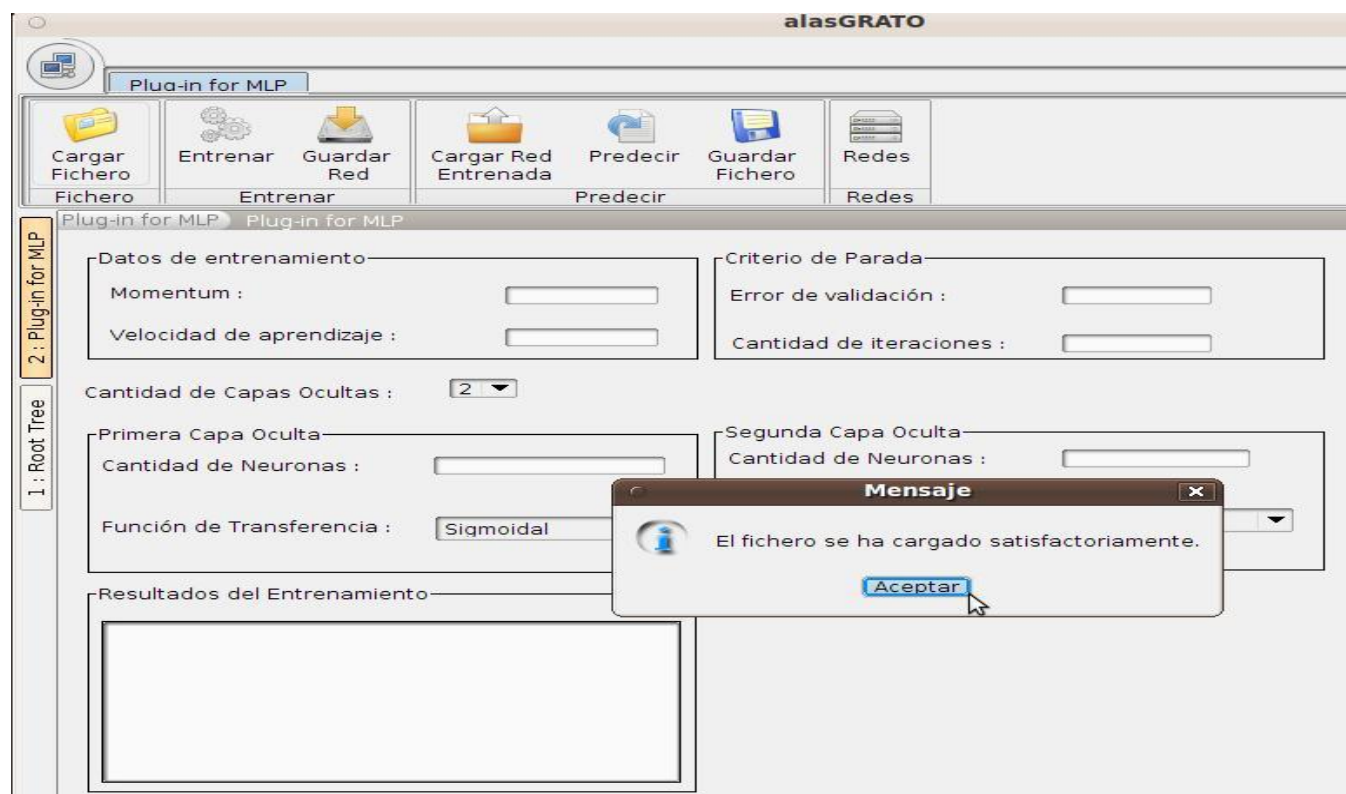 alasGRATO
Plug-in for MLP
Cargar Fichero
Entrenar
Guardar Red
Cargar Red Entrenada
Predecir
Guardar Fichero
Redes
Fichero
Entrenar
Predecir
Redes
Plug-in for MLP Plug-in for MLP
2 : Plug-in for MLP
1 : Root Tree
Datos de entrenamiento
Momentum :
Velocidad de aprendizaje :
Criterio de Parada
Error de validación :
Cantidad de iteraciones :
Cantidad de Capas Ocultas : 2
Primera Capa Oculta
Cantidad de Neuronas :
Función de Transferencia : Sigmoidal
Segunda Capa Oculta
Cantidad de Neuronas :
Mensaje
El fichero se ha cargado satisfactoriamente.
Aceptar
Resultados del Entrenamiento